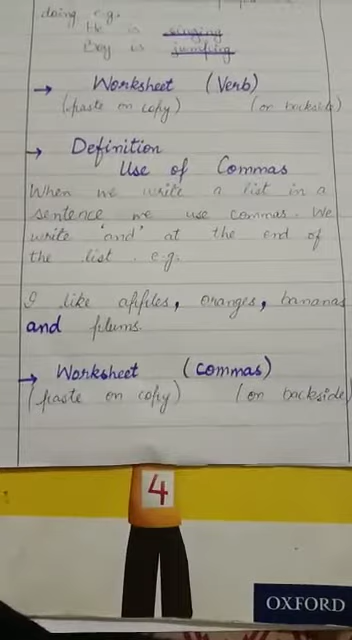 doing e.g.
He is singing
Boy is jumping
→ Worksheet (Verb)
(paste on copy) (on backside)
→ Definition
Use of Commas
When we write a list in a
sentence we use commas. We
write 'and' at the end of
the list. e.g.
I like apples, oranges, bananas
and plums.
→ Worksheet (commas)
(paste on copy) (on backside)
4
OXFORD